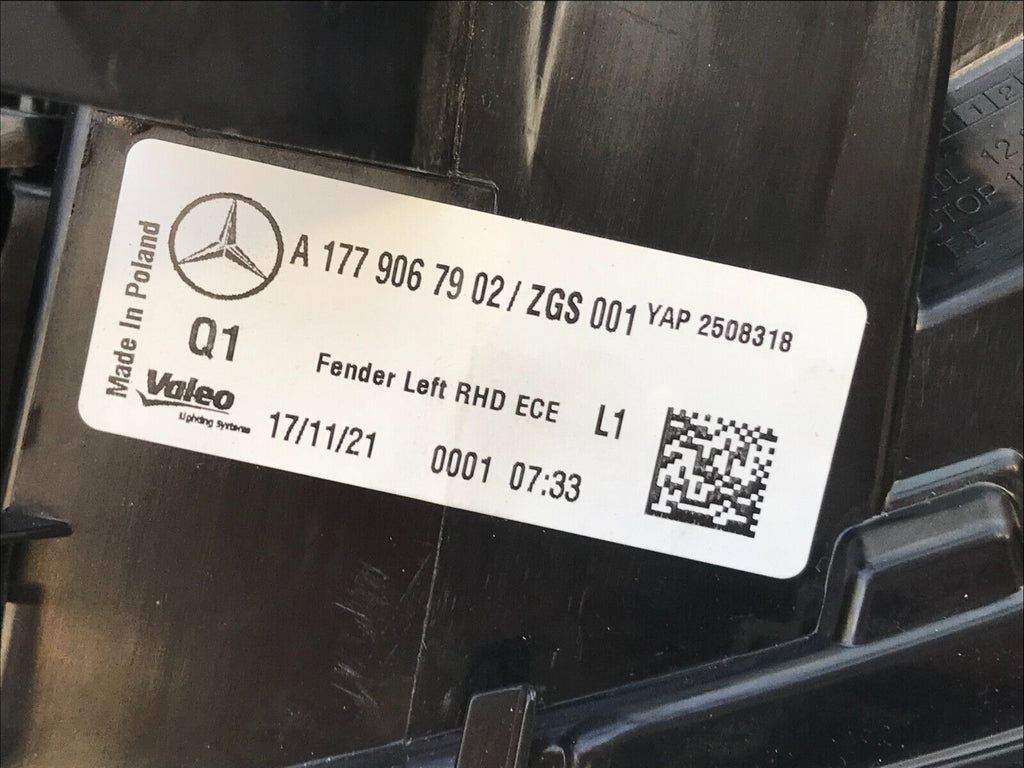 A 177 906 79 02 / ZGS 001 YAP 2508318
Made In Poland
Q1
Fender Left RHD ECE L1
Valeo
Lighting Systems
17/11/21 0001 07:33